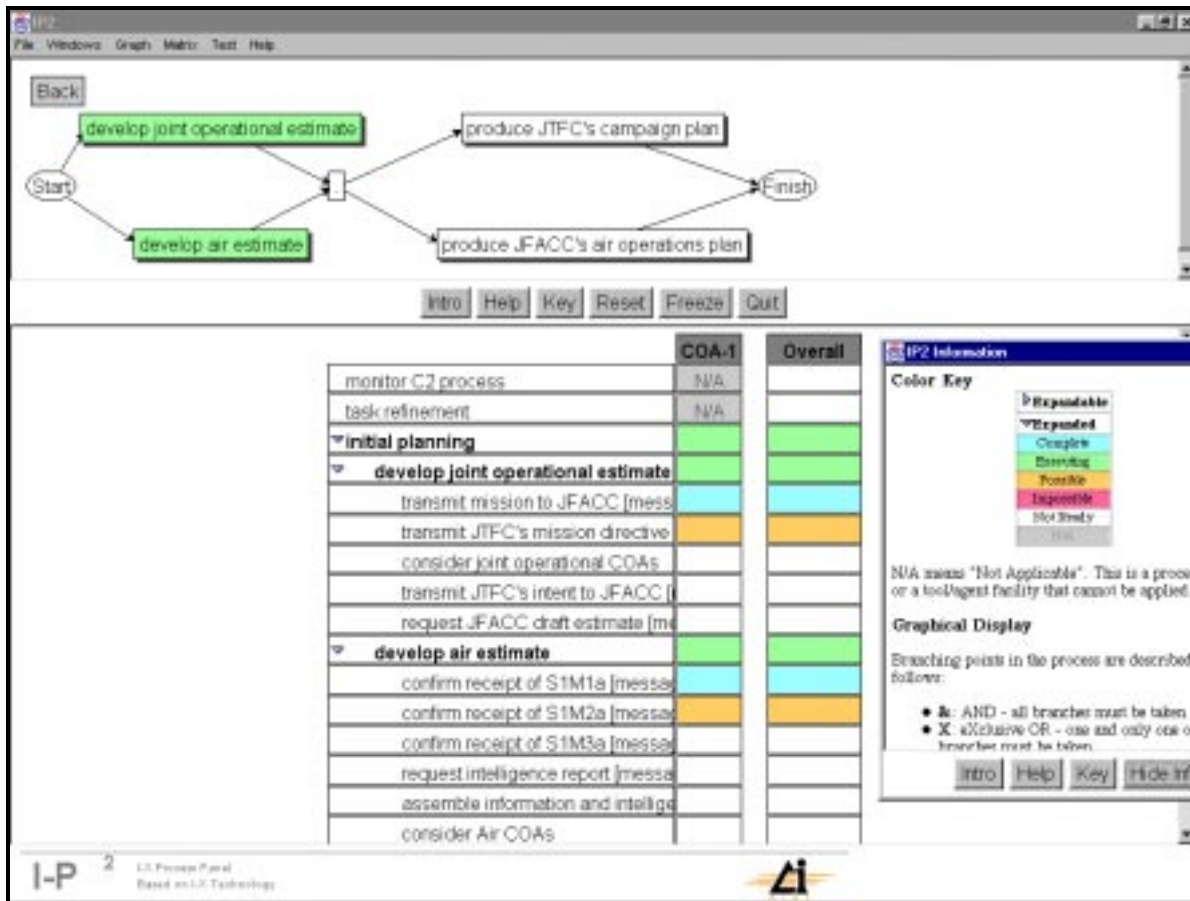 IP2
File Windows Graph Matrix Test Help
Back
develop joint operational estimate
produce JTFC's campaign plan
Start
Finish
develop air estimate
produce JFACC's air operations plan
Intro Help Key Reset Freeze Quit
COA-1 Overall
monitor C2 process N/A
task refinement N/A
initial planning
develop joint operational estimate
transmit mission to JFACC [mess
transmit JTFC's mission directive
consider joint operational COAs
transmit JTFC's intent to JFACC [
request JFACC draft estimate [me
develop air estimate
confirm receipt of S1M1a [messag
confirm receipt of S1M2a [messag
confirm receipt of S1M3a [messag
request intelligence report [messa
assemble information and intellige
consider Air COAs
IP2 Information
Color Key
Expandable
Expanded
Complete
Executing
Possible
Impossible
Not Ready
N/A
N/A means "Not Applicable". This is a proce
or a tool/agent facility that cannot be applied
Graphical Display
Branching points in the process are described
follows:
&: AND - all branches must be taken
X: eXclusive OR - one and only one o
branches must be taken
Intro Help Key Hide Inf
I-P 2
I-X Process Panel
Based on I-X Technology